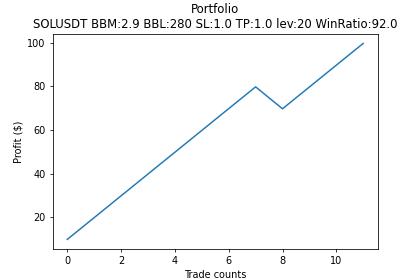 Portfolio
SOLUSDT BBM:2.9 BBL:280 SL:1.0 TP:1.0 lev:20 WinRatio:92.0
100
80
60
40
20
Profit ($)
0 2 4 6 8 10
Trade counts